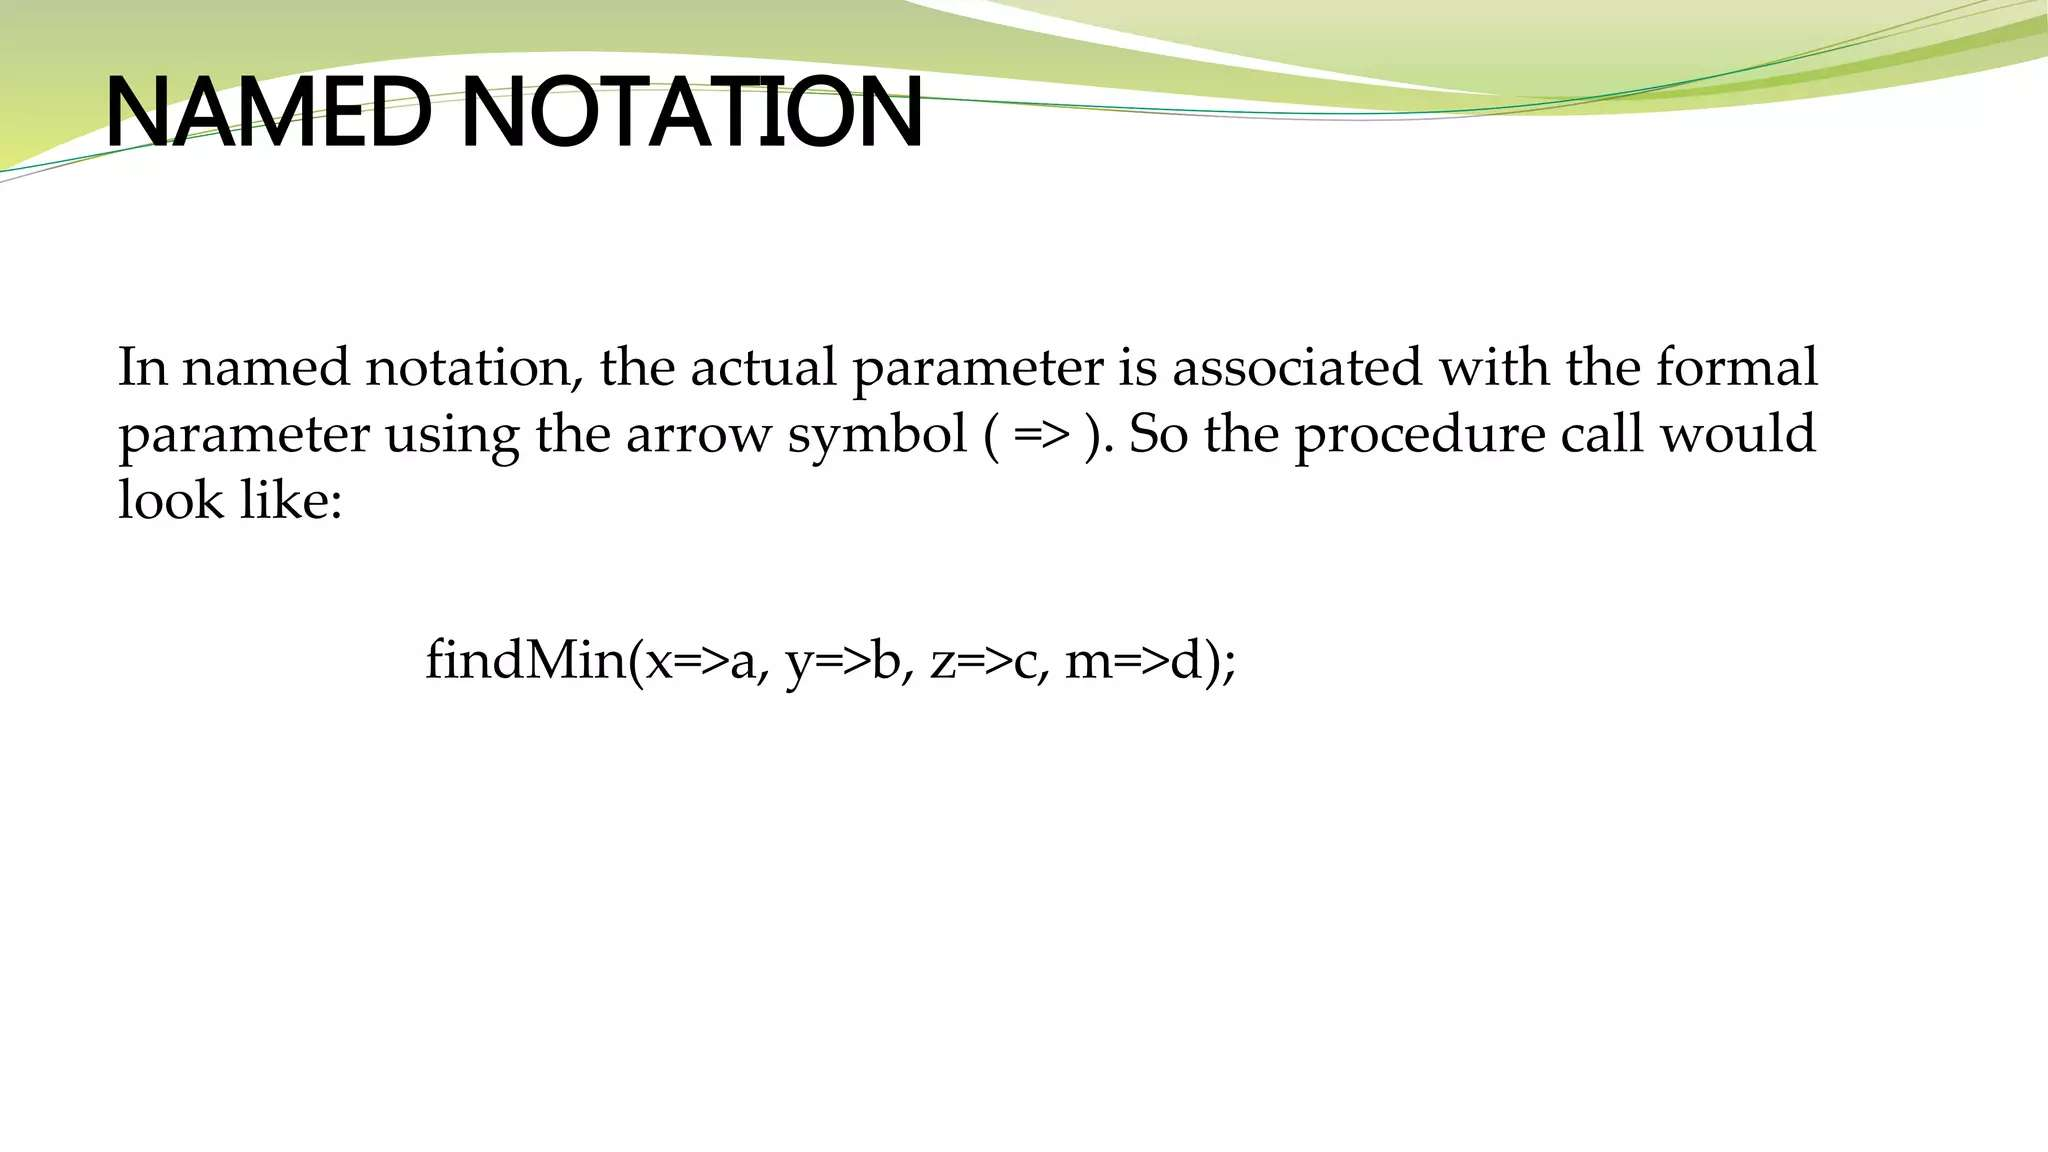 NAMED NOTATION
In named notation, the actual parameter is associated with the formal
parameter using the arrow symbol ( => ). So the procedure call would
look like:
findMin(x=>a, y=>b, z=>c, m=>d);